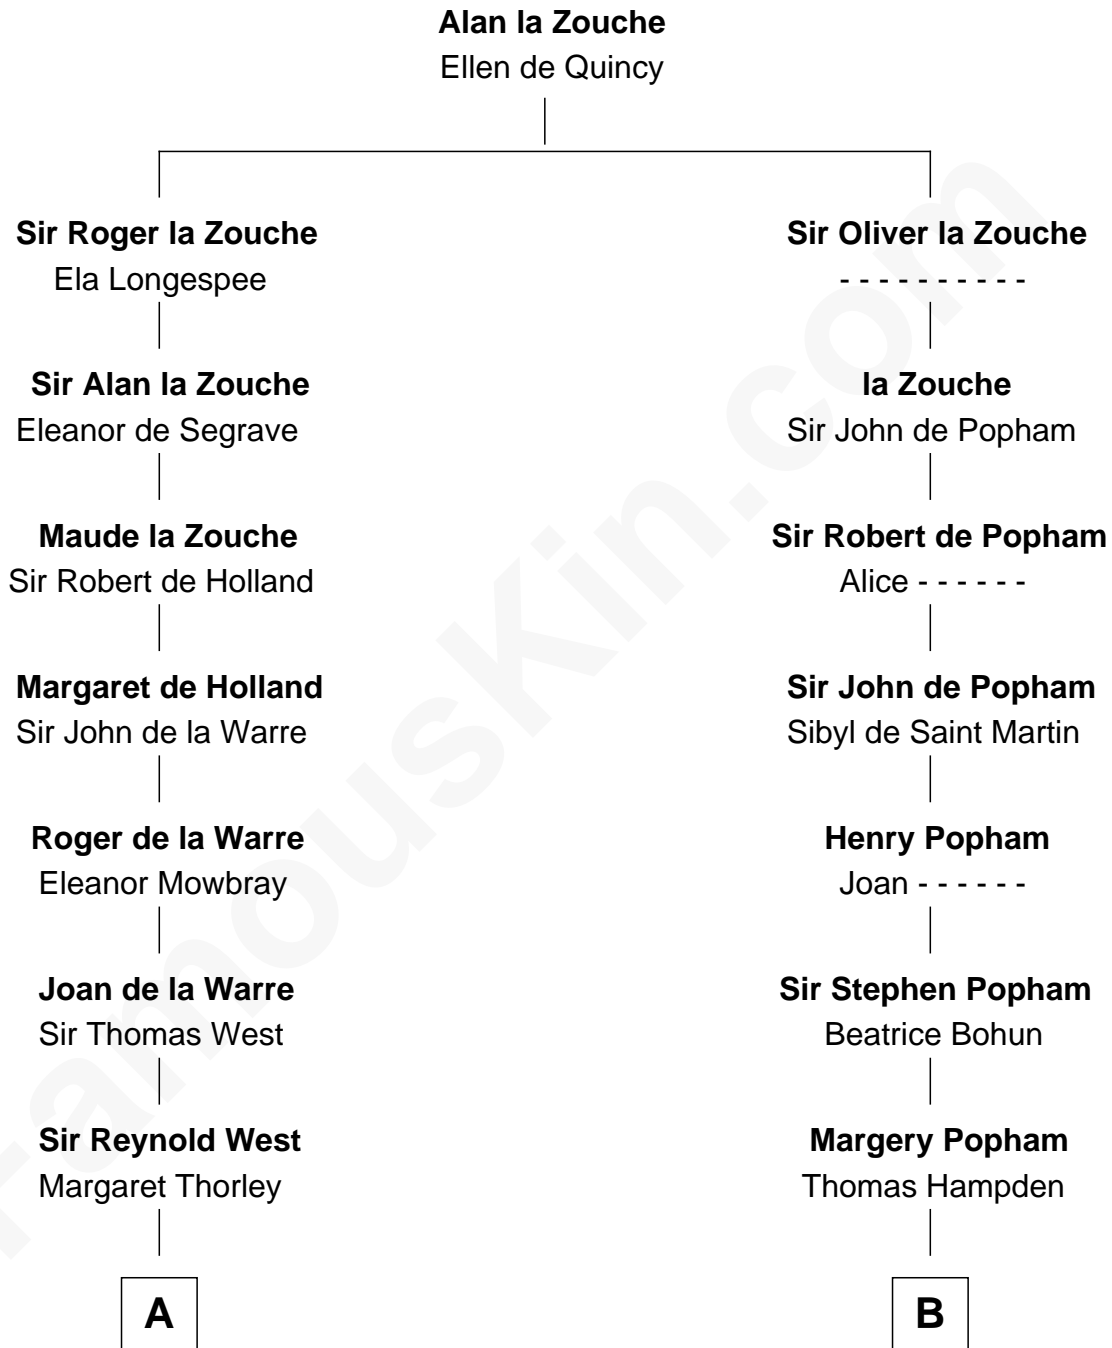 Alan la Zouche
Ellen de Quincy
Sir Roger la Zouche
Ela Longespee
Sir Alan la Zouche
Eleanor de Segrave
Maude la Zouche
Sir Robert de Holland
Margaret de Holland
Sir John de la Warre
Roger de la Warre
Eleanor Mowbray
Joan de la Warre
Sir Thomas West
Sir Reynold West
Margaret Thorley
A
Sir Oliver la Zouche
- - - - - - - - - -
la Zouche
Sir John de Popham
Sir Robert de Popham
Alice - - - - - -
Sir John de Popham
Sibyl de Saint Martin
Henry Popham
Joan - - - - - -
Sir Stephen Popham
Beatrice Bohun
Margery Popham
Thomas Hampden
B
FamousKin.com